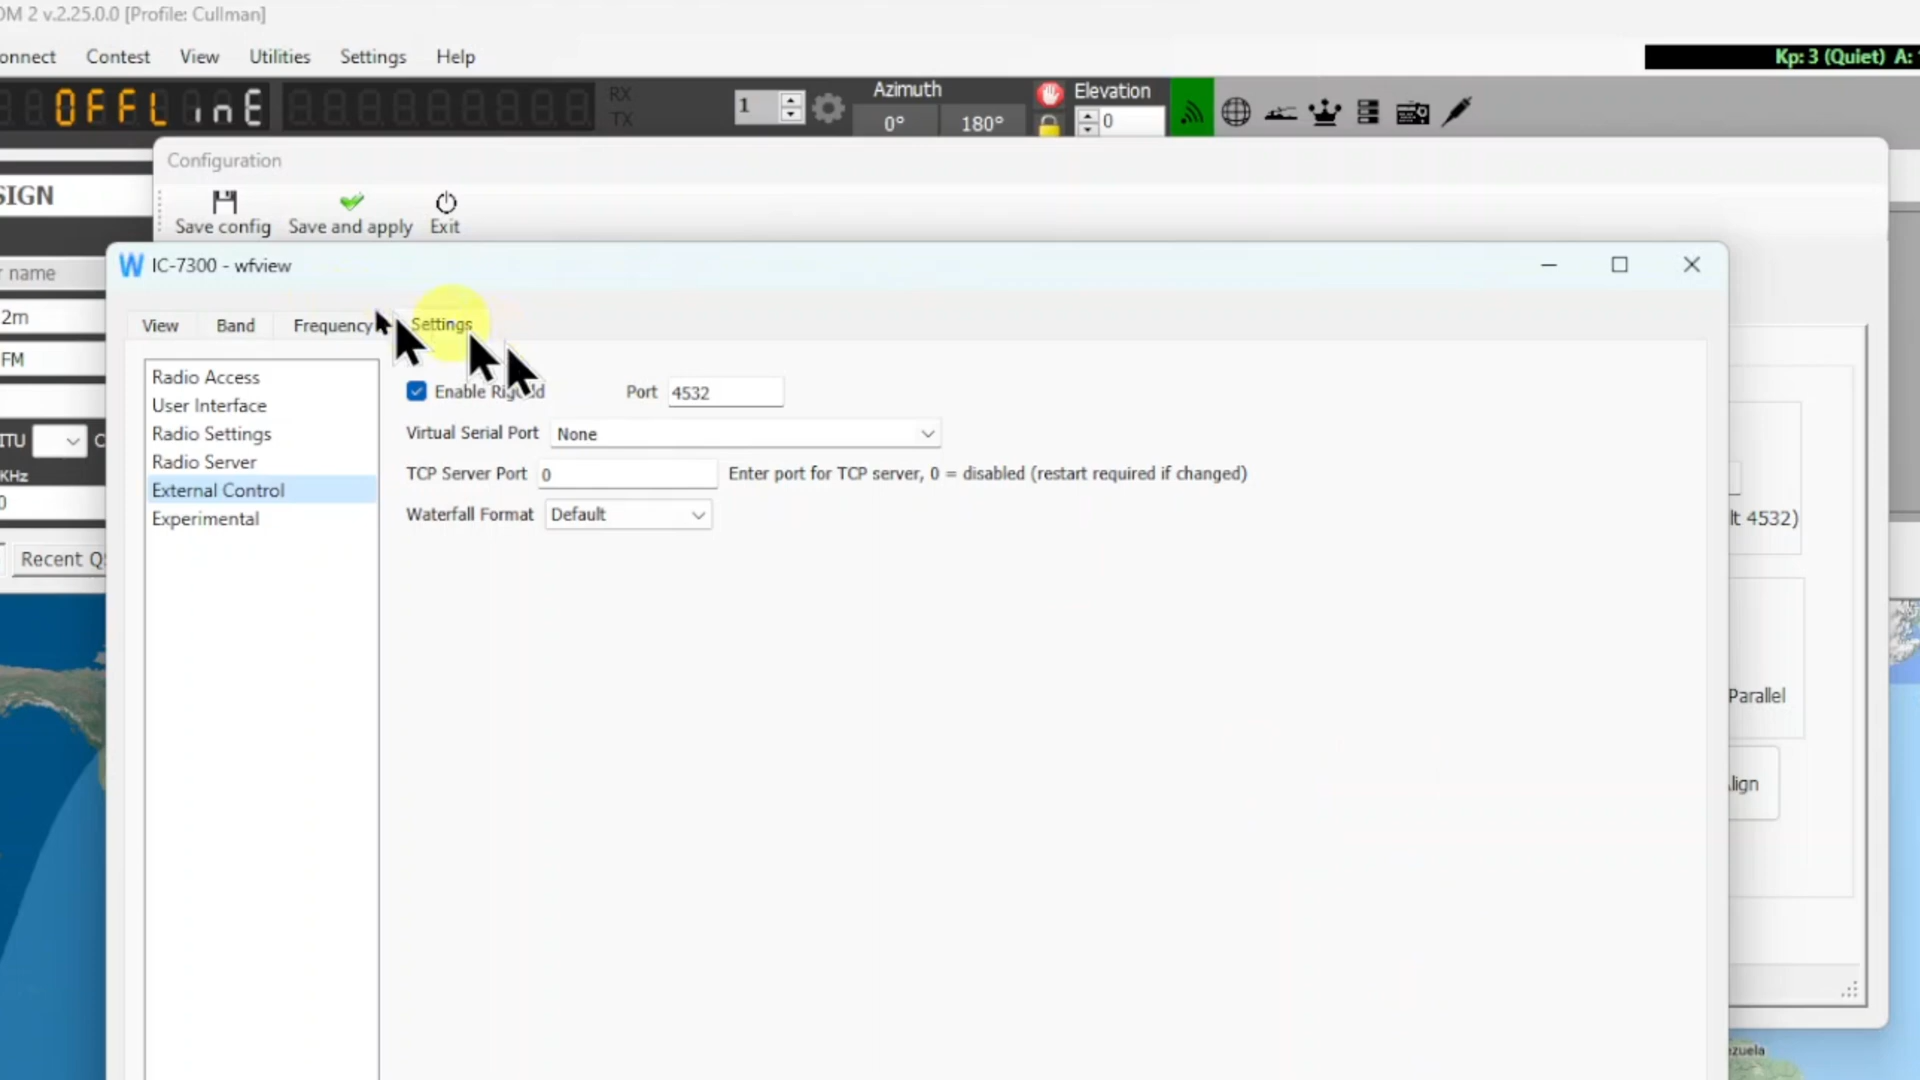 OM 2 v.2.25.0.0 [Profile: Cullman]
onnect Contest View Utilities Settings Help
Kp: 3 (Quiet) A:
OFFLinE RX TX 1 Azimuth 0° 180° Elevation 0
Configuration
SIGN
Save config Save and apply Exit
IC-7300 - wfview
r name
View Band Frequency Settings
2m
FM
Radio Access
User Interface
Radio Settings
Radio Server
External Control
Experimental
Enable Port 4532
Virtual Serial Port None
TCP Server Port 0 Enter port for TCP server, 0 = disabled (restart required if changed)
Waterfall Format Default
ITU C
KHz
0
Recent Q
lt 4532)
Parallel
lign
ezuela